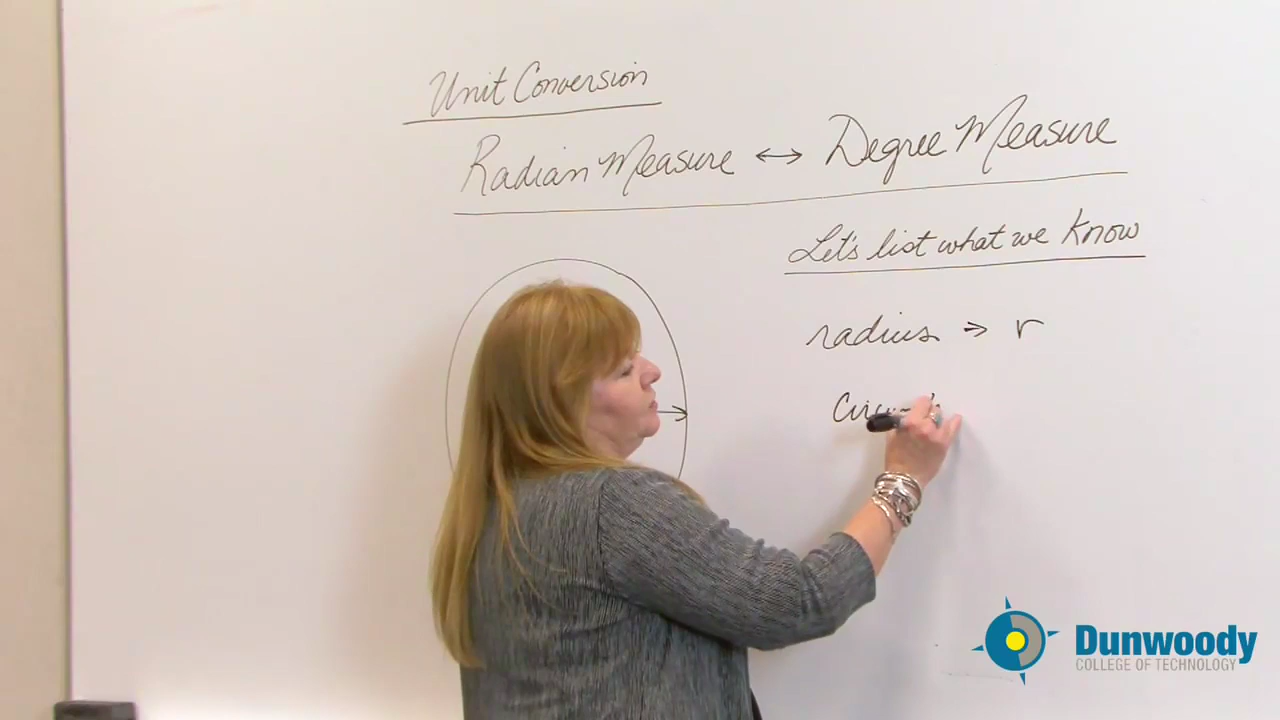 Unit Conversion
Radian Measure ↔ Degree Measure
Let's list what we know
radius → r
Dunwoody
COLLEGE OF TECHNOLOGY